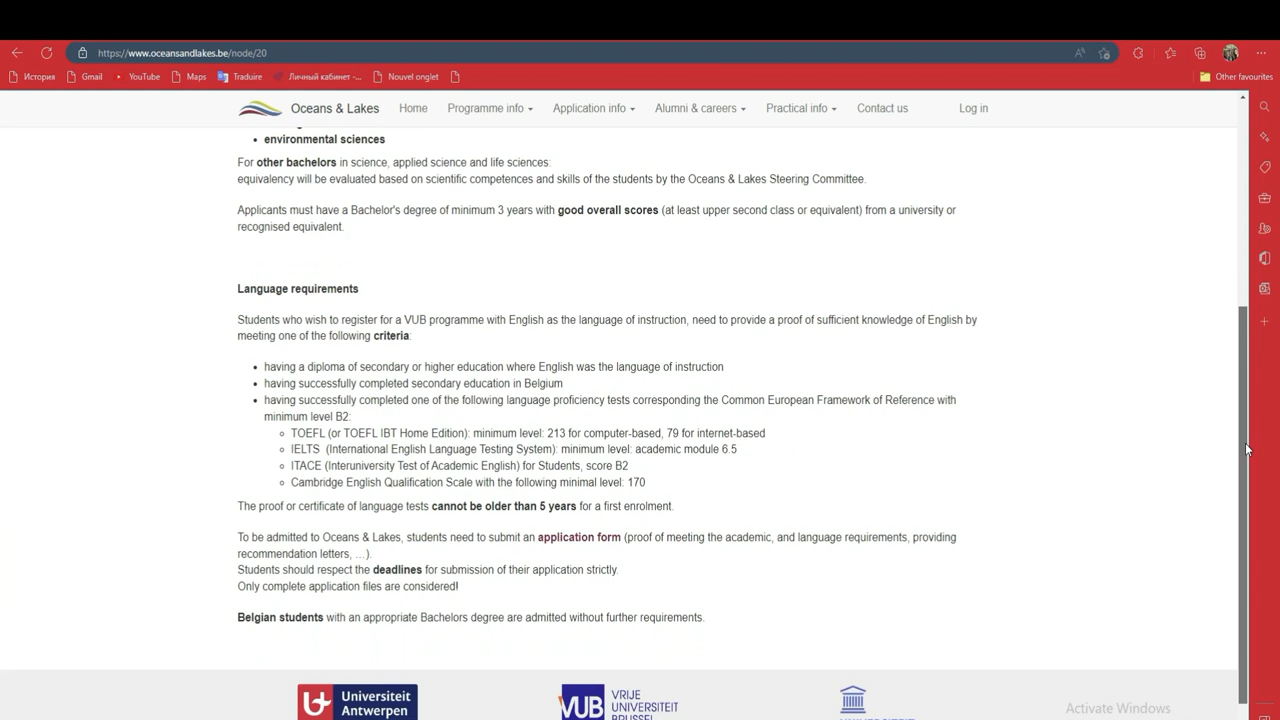 https://www.oceansandlakes.be/node/20
История Gmail YouTube Maps Traduire Личный кабинет -... Nouvel onglet Other favourites
Oceans & Lakes Home Programme info Application info Alumni & careers Practical info Contact us Log in
• environmental sciences
For other bachelors in science, applied science and life sciences:
equivalency will be evaluated based on scientific competences and skills of the students by the Oceans & Lakes Steering Committee.
Applicants must have a Bachelor's degree of minimum 3 years with good overall scores (at least upper second class or equivalent) from a university or
recognised equivalent.
Language requirements
Students who wish to register for a VUB programme with English as the language of instruction, need to provide a proof of sufficient knowledge of English by
meeting one of the following criteria:
• having a diploma of secondary or higher education where English was the language of instruction
• having successfully completed secondary education in Belgium
• having successfully completed one of the following language proficiency tests corresponding the Common European Framework of Reference with
minimum level B2:
○ TOEFL (or TOEFL IBT Home Edition): minimum level: 213 for computer-based, 79 for internet-based
○ IELTS (International English Language Testing System): minimum level: academic module 6.5
○ ITACE (Interuniversity Test of Academic English) for Students, score B2
○ Cambridge English Qualification Scale with the following minimal level: 170
The proof or certificate of language tests cannot be older than 5 years for a first enrolment.
To be admitted to Oceans & Lakes, students need to submit an application form (proof of meeting the academic, and language requirements, providing
recommendation letters, …).
Students should respect the deadlines for submission of their application strictly.
Only complete application files are considered!
Belgian students with an appropriate Bachelors degree are admitted without further requirements.
Universiteit
Antwerpen
VUB VRIJE
UNIVERSITEIT
BRUSSEL
Activate Windows